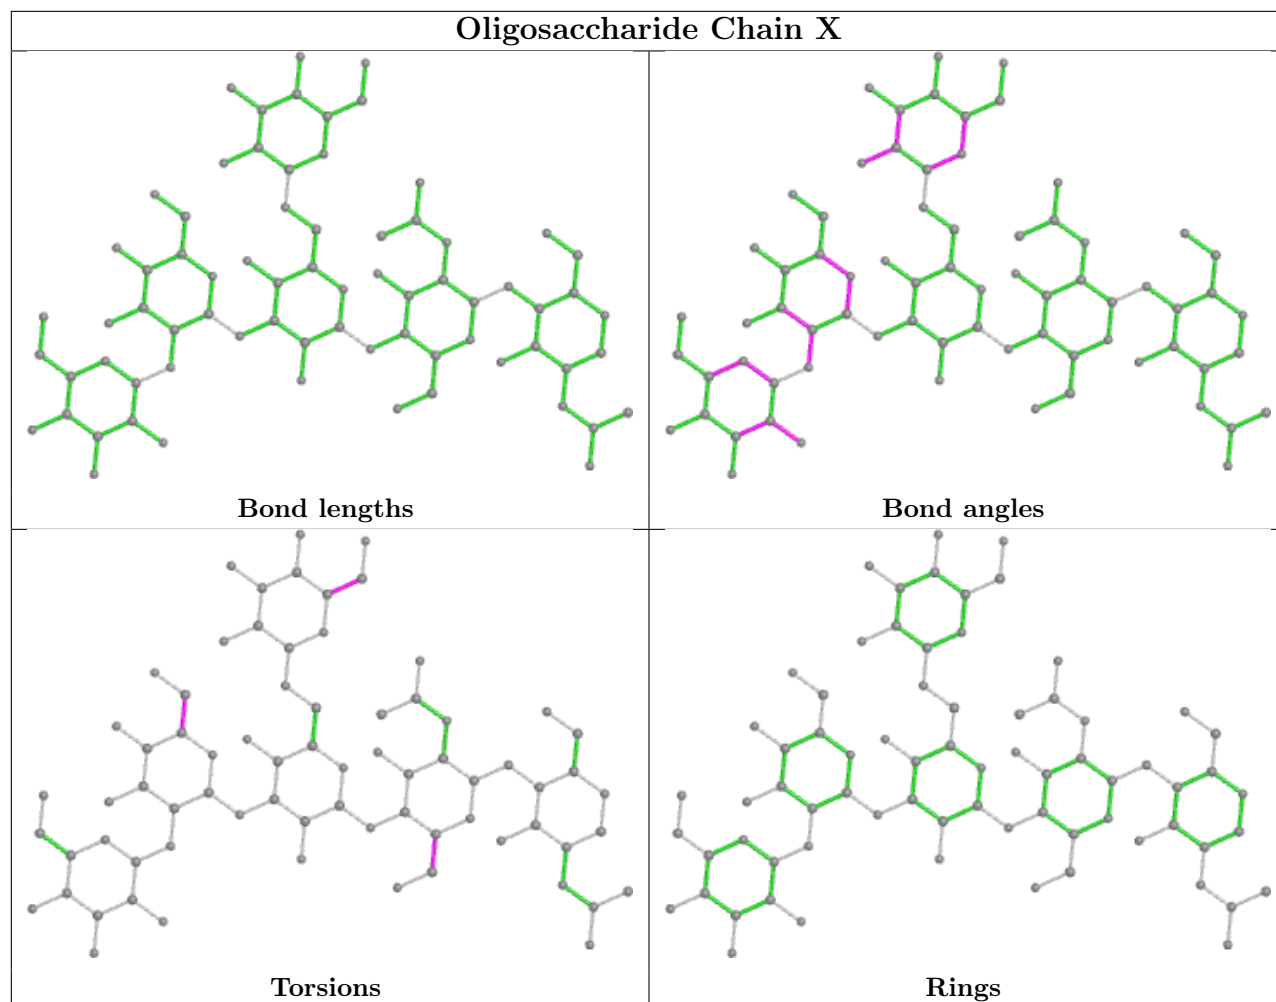 Oligosaccharide Chain X
Bond lengths
Bond angles
Torsions
Rings